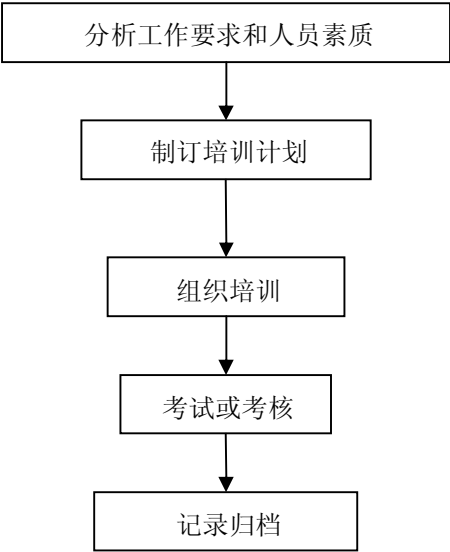 分析工作要求和人员素质
制订培训计划
组织培训
考试或考核
记录归档